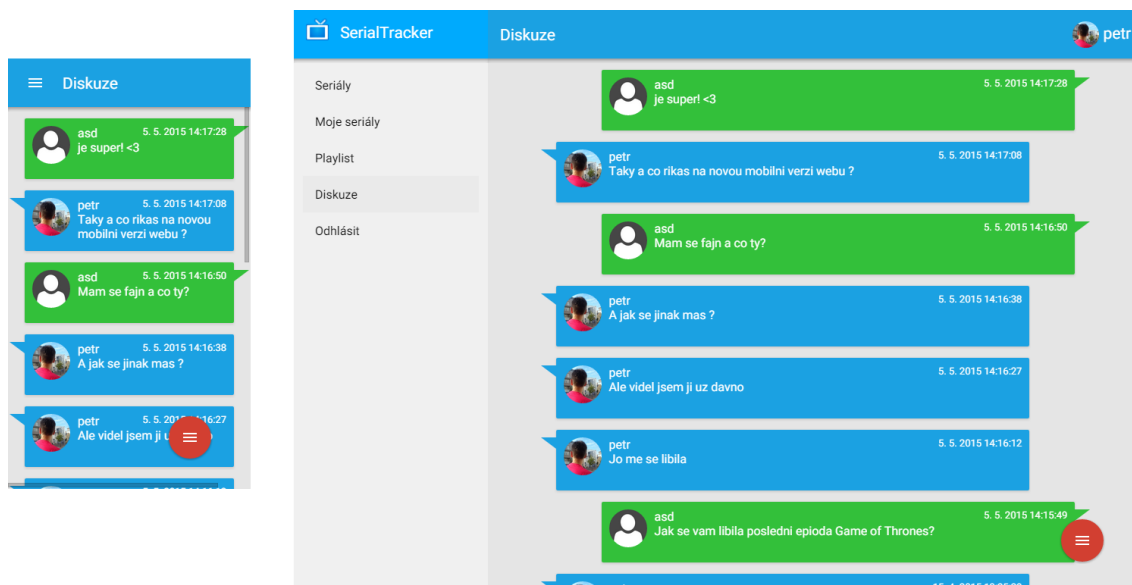 Diskuze
asd 5. 5. 2015 14:17:28
je super! <3
petr 5. 5. 2015 14:17:08
Taky a co rikas na novou
mobilni verzi webu ?
asd 5. 5. 2015 14:16:50
Mam se fajn a co ty?
petr 5. 5. 2015 14:16:38
A jak se jinak mas ?
petr 5. 5. 16:27
Ale videl jsem ji
SerialTracker
Diskuze
petr
Seriály
Moje seriály
Playlist
Diskuze
Odhlásit
asd 5. 5. 2015 14:17:28
je super! <3
petr 5. 5. 2015 14:17:08
Taky a co rikas na novou mobilni verzi webu ?
asd 5. 5. 2015 14:16:50
Mam se fajn a co ty?
petr 5. 5. 2015 14:16:38
A jak se jinak mas ?
petr 5. 5. 2015 14:16:27
Ale videl jsem ji uz davno
petr 5. 5. 2015 14:16:12
Jo me se libila
asd 5. 5. 2015 14:15:49
Jak se vam libila posledni epioda Game of Thrones?